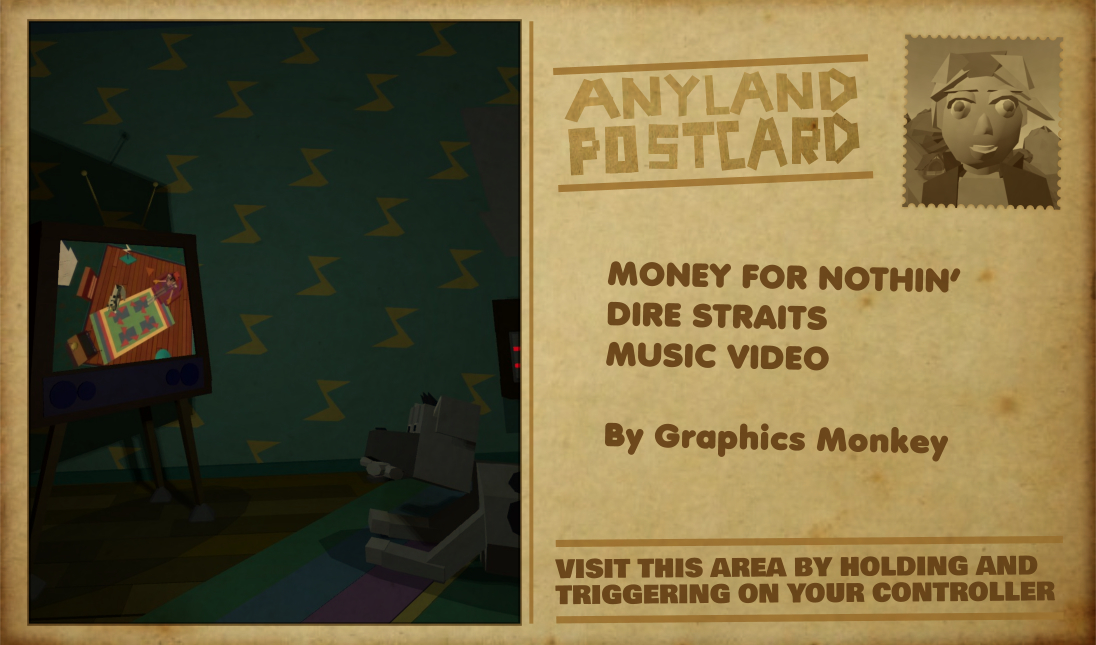 ANYLAND
POSTCARD
MONEY FOR NOTHIN'
DIRE STRAITS
MUSIC VIDEO
By Graphics Monkey
VISIT THIS AREA BY HOLDING AND
TRIGGERING ON YOUR CONTROLLER